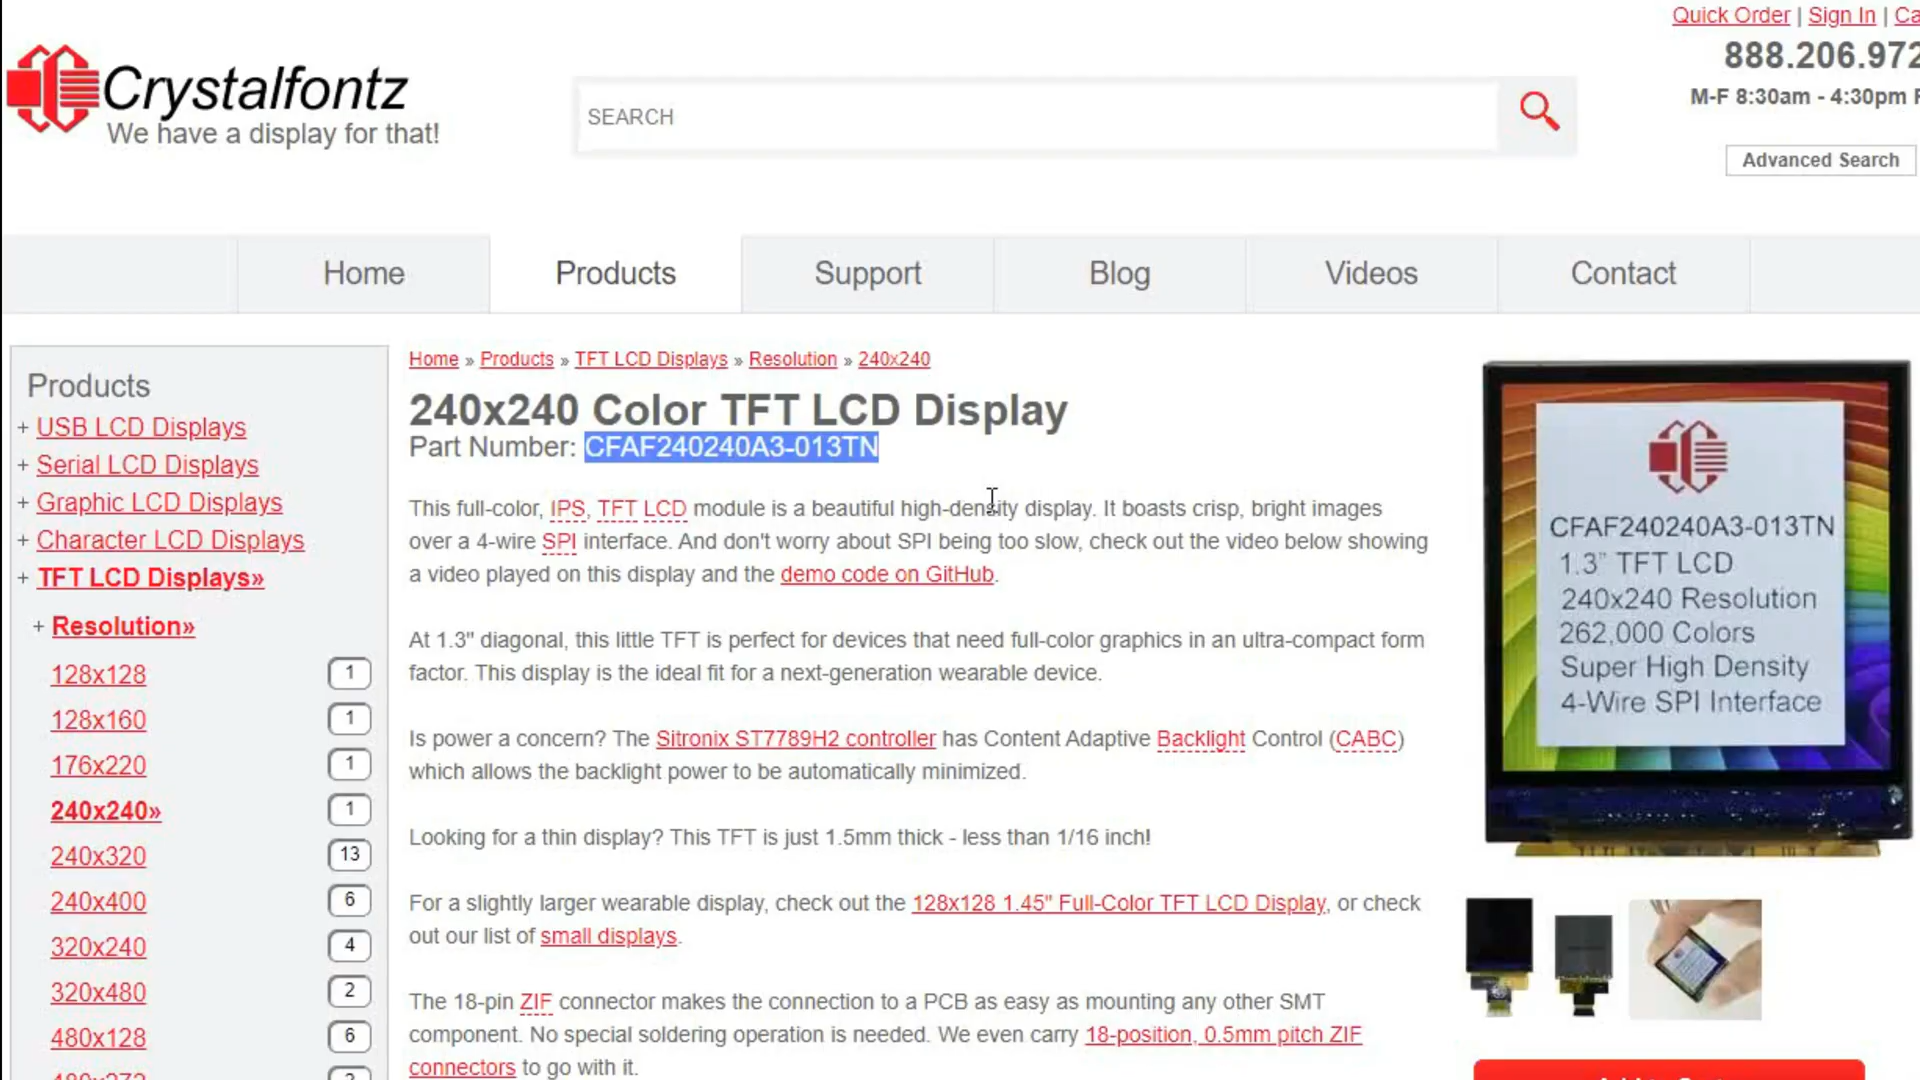 Quick Order | Sign In |
888.206.972
M-F 8:30am - 4:30pm
Crystalfontz
We have a display for that!
SEARCH
Advanced Search
Home
Products
Support
Blog
Videos
Contact
Products
+ USB LCD Displays
+ Serial LCD Displays
+ Graphic LCD Displays
+ Character LCD Displays
+ TFT LCD Displays»
+ Resolution»
128x128 1
128x160 1
176x220 1
240x240» 1
240x320 13
240x400 6
320x240 4
320x480 2
480x128 6
Home » Products » TFT LCD Displays » Resolution » 240x240
240x240 Color TFT LCD Display
Part Number: CFAF240240A3-013TN
This full-color, IPS, TFT LCD module is a beautiful high-density display. It boasts crisp, bright images
over a 4-wire SPI interface. And don't worry about SPI being too slow, check out the video below showing
a video played on this display and the demo code on GitHub.
At 1.3" diagonal, this little TFT is perfect for devices that need full-color graphics in an ultra-compact form
factor. This display is the ideal fit for a next-generation wearable device.
Is power a concern? The Sitronix ST7789H2 controller has Content Adaptive Backlight Control (CABC)
which allows the backlight power to be automatically minimized.
Looking for a thin display? This TFT is just 1.5mm thick - less than 1/16 inch!
For a slightly larger wearable display, check out the 128x128 1.45" Full-Color TFT LCD Display, or check
out our list of small displays.
The 18-pin ZIF connector makes the connection to a PCB as easy as mounting any other SMT
component. No special soldering operation is needed. We even carry 18-position, 0.5mm pitch ZIF
connectors to go with it.
CFAF240240A3-013TN
1.3" TFT LCD
240x240 Resolution
262,000 Colors
Super High Density
4-Wire SPI Interface